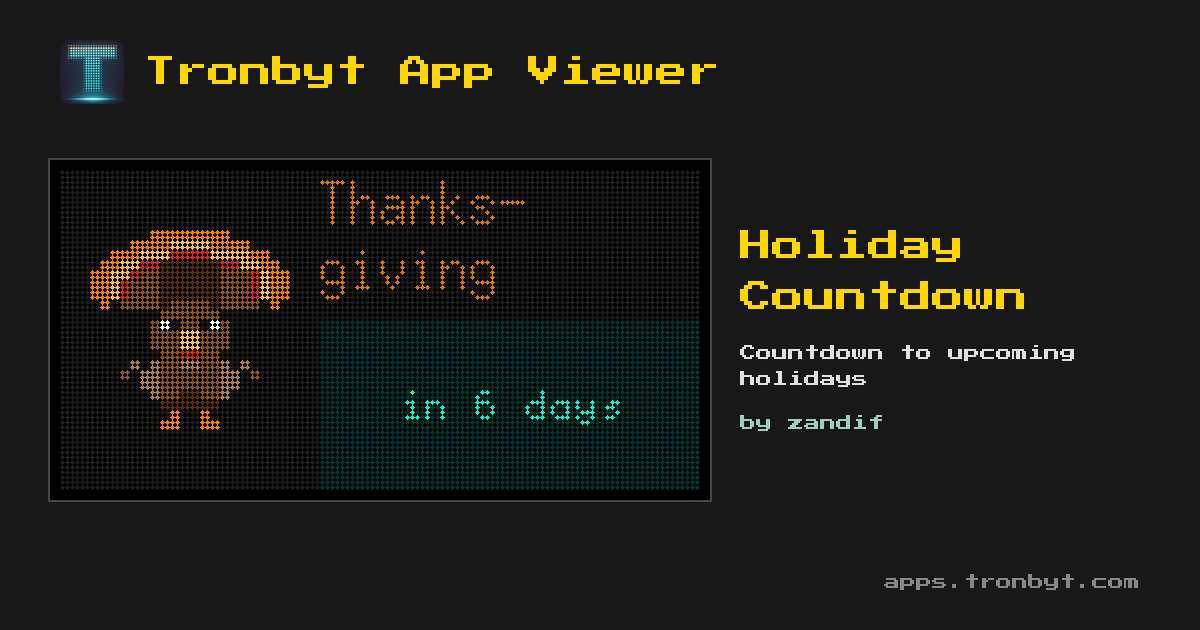 T
Tronbyt App Viewer
Thanks-
giving
in 6 days
Holiday
Countdown
Countdown to upcoming
holidays
by zandif
apps.tronbyt.com